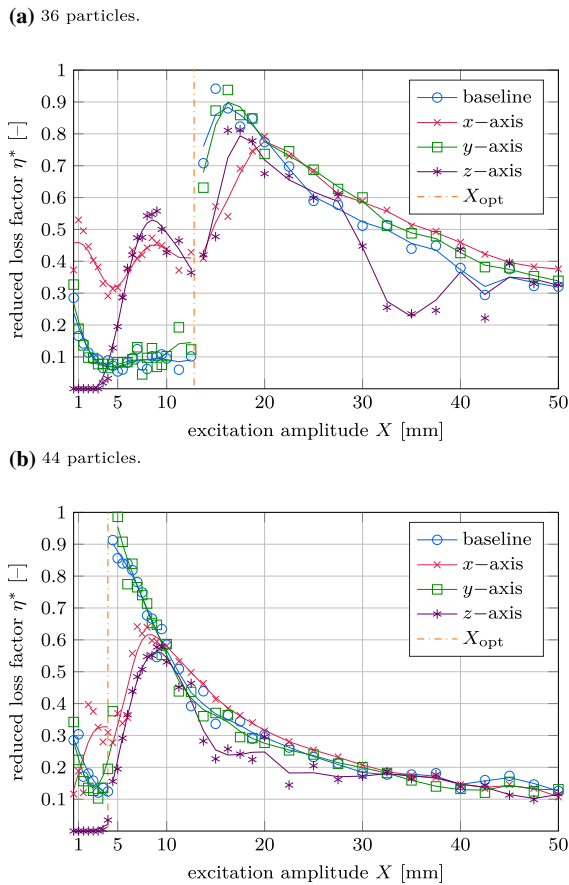 (a) 36 particles.
1
0.9
0.8
0.7
0.6
0.5
0.4
0.3
0.2
0.1
reduced loss factor η* [–]
baseline
x−axis
y−axis
z−axis
Xopt
1 5 10 20 30 40 50
excitation amplitude X [mm]
(b) 44 particles.
1
0.9
0.8
0.7
0.6
0.5
0.4
0.3
0.2
0.1
reduced loss factor η* [–]
baseline
x−axis
y−axis
z−axis
Xopt
1 5 10 20 30 40 50
excitation amplitude X [mm]